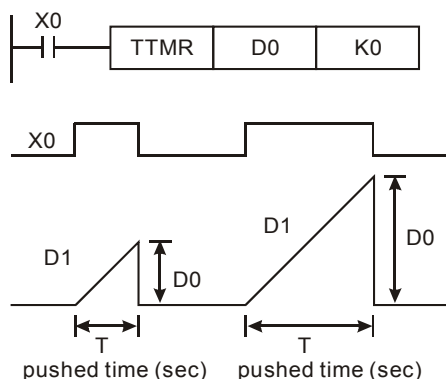 X0
TTMR D0 K0
X0
D1 D0 D1 D0
T T
pushed time (sec) pushed time (sec)